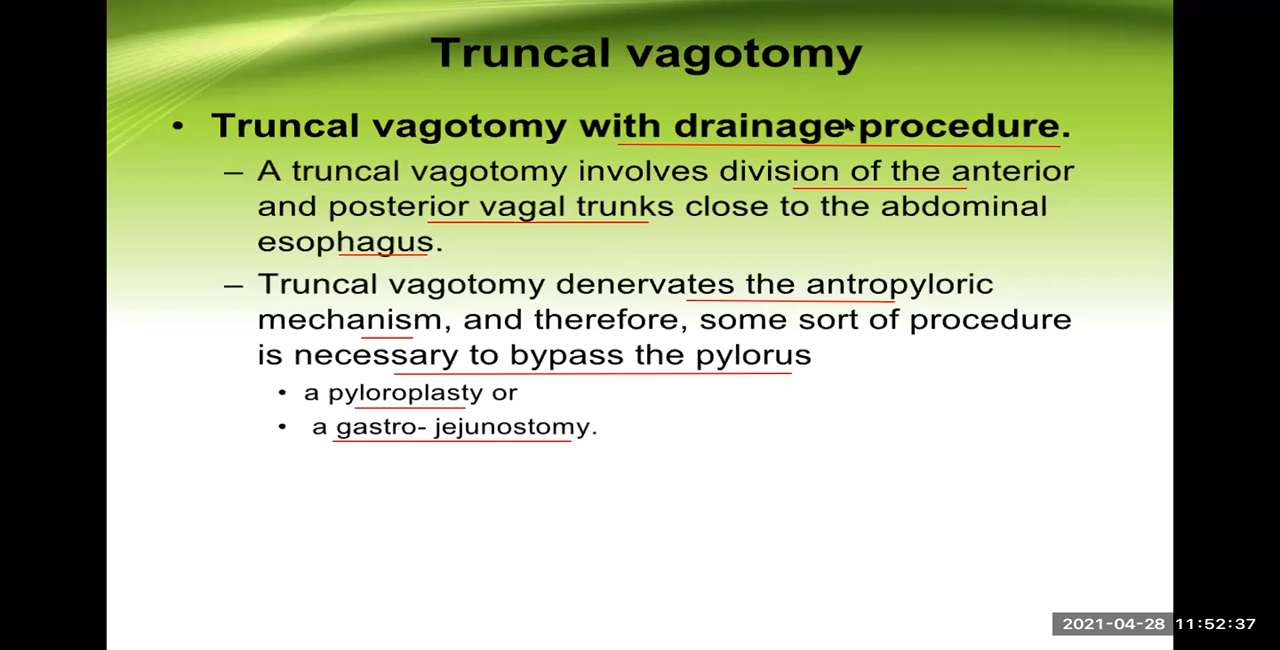 Truncal vagotomy
• Truncal vagotomy with drainage procedure.
– A truncal vagotomy involves division of the anterior
and posterior vagal trunks close to the abdominal
esophagus.
– Truncal vagotomy denervates the antropyloric
mechanism, and therefore, some sort of procedure
is necessary to bypass the pylorus
• a pyloroplasty or
• a gastro- jejunostomy.
2021-04-28 11:52:37